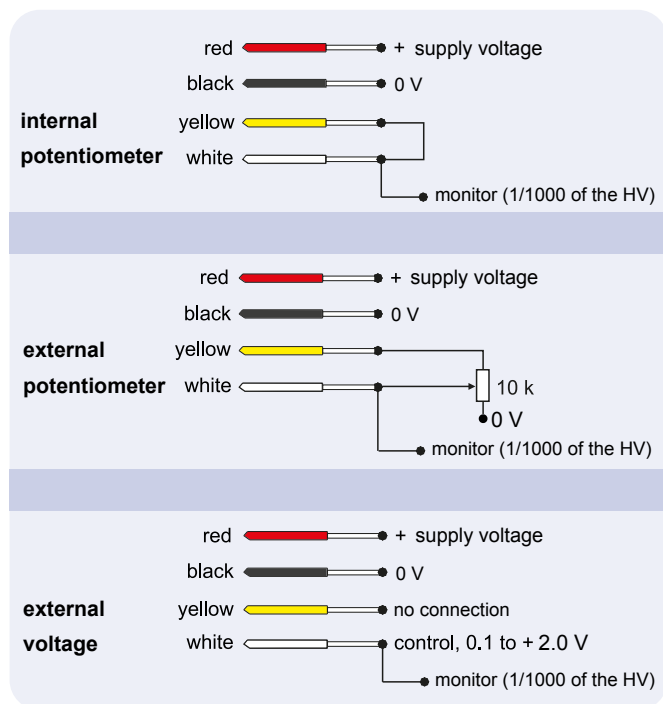 red + supply voltage
black 0 V
internal yellow
potentiometer white
monitor (1/1000 of the HV)
red + supply voltage
black 0 V
external yellow
potentiometer white 10 k
0 V
monitor (1/1000 of the HV)
red + supply voltage
black 0 V
external yellow no connection
voltage white control, 0.1 to + 2.0 V
monitor (1/1000 of the HV)